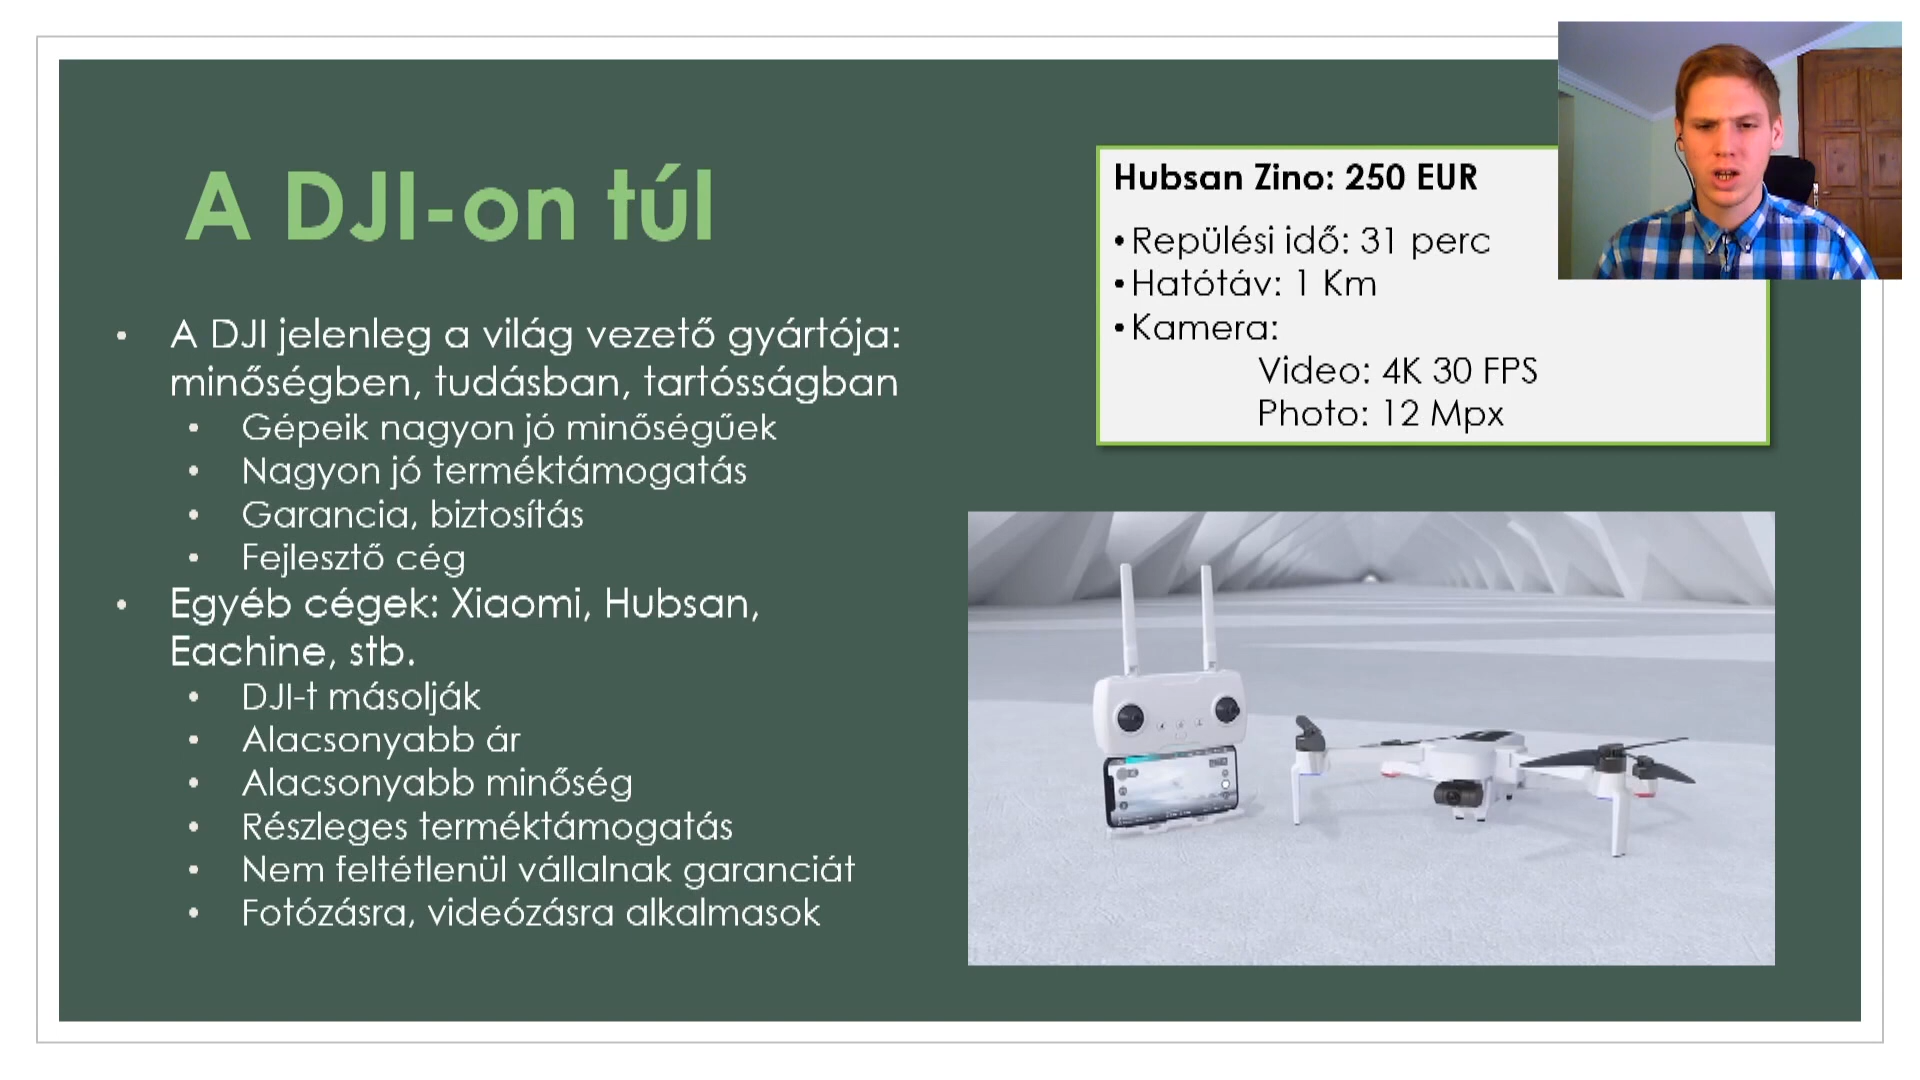 A DJI-on túl
• A DJI jelenleg a világ vezető gyártója:
minőségben, tudásban, tartósságban
• Gépeik nagyon jó minőségűek
• Nagyon jó terméktámogatás
• Garancia, biztosítás
• Fejlesztő cég
• Egyéb cégek: Xiaomi, Hubsan,
Eachine, stb.
• DJI-t másolják
• Alacsonyabb ár
• Alacsonyabb minőség
• Részleges terméktámogatás
• Nem feltétlenül vállalnak garanciát
• Fotózásra, videózásra alkalmasok
Hubsan Zino: 250 EUR
• Repülési idő: 31 perc
• Hatótáv: 1 Km
• Kamera:
Video: 4K 30 FPS
Photo: 12 Mpx